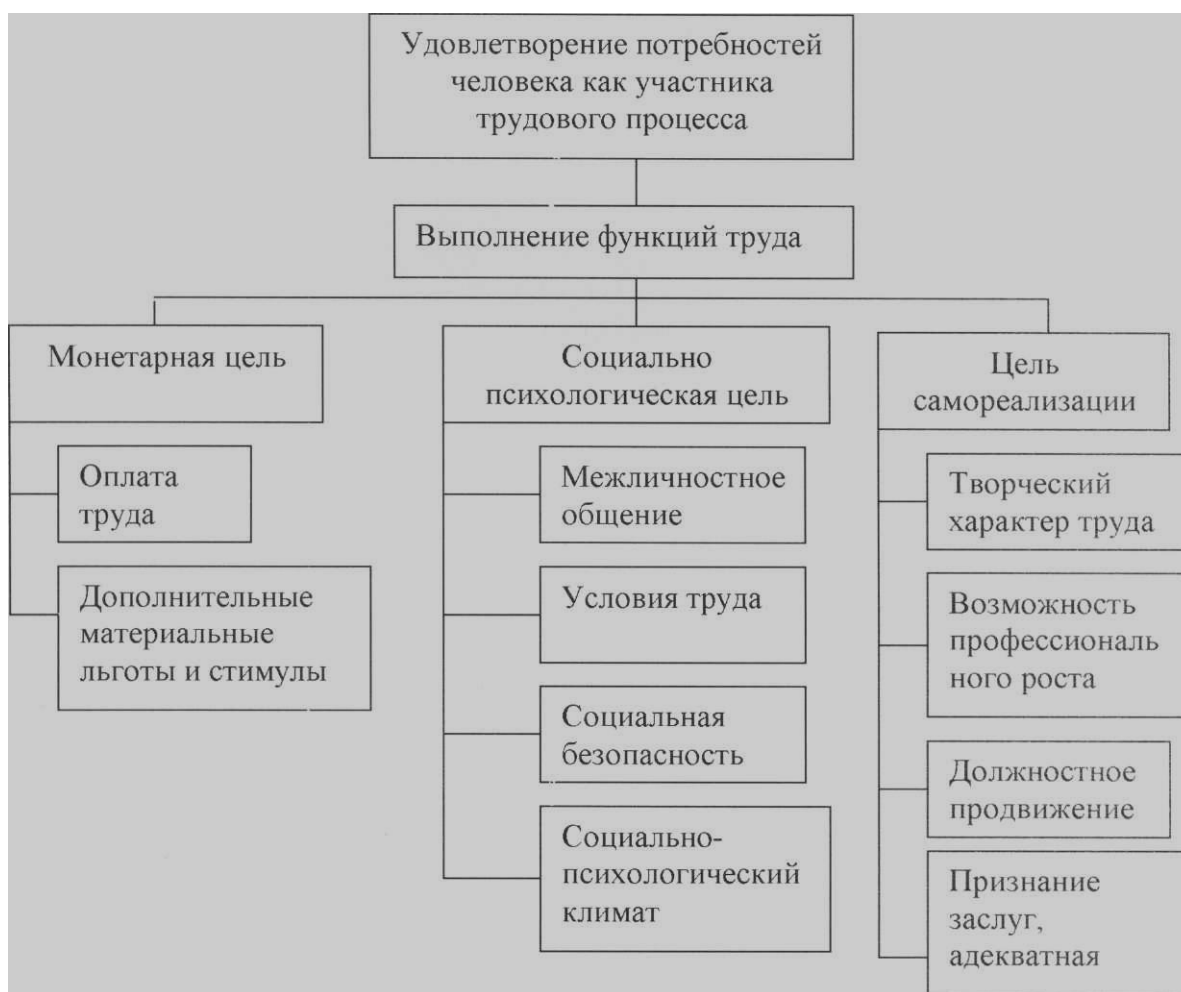 Удовлетворение потребностей
человека как участника
трудового процесса
Выполнение функций труда
Монетарная цель
Оплата
труда
Дополнительные
материальные
льготы и стимулы
Социально
психологическая цель
Межличностное
общение
Условия труда
Социальная
безопасность
Социально-
психологический
климат
Цель
самореализации
Творческий
характер труда
Возможность
профессиональ
ного роста
Должностное
продвижение
Признание
заслуг,
адекватная